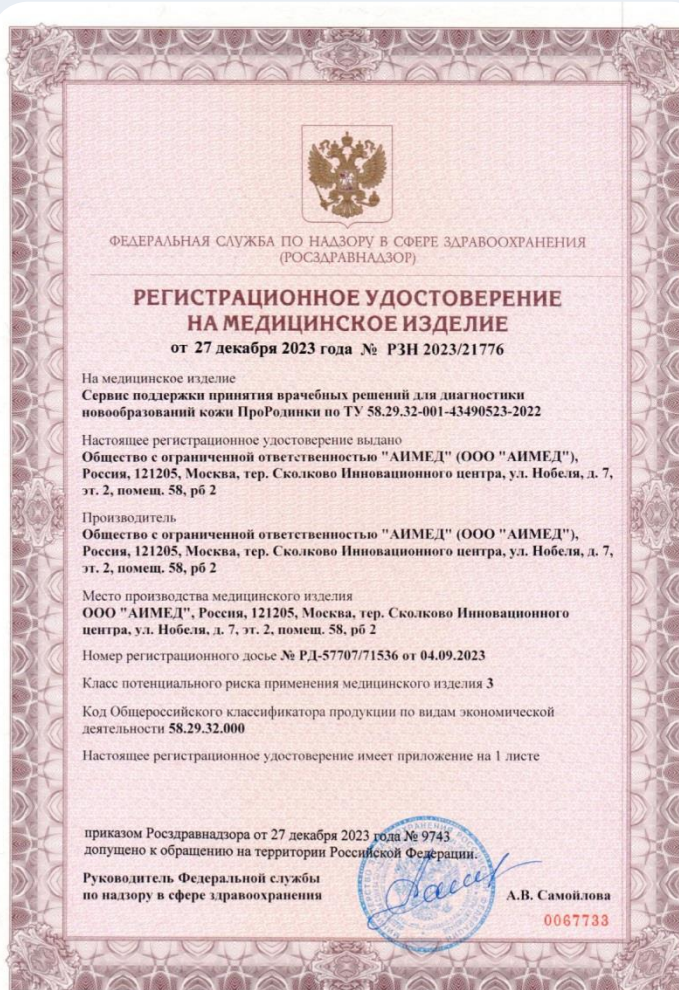 ФЕДЕРАЛЬНАЯ СЛУЖБА ПО НАДЗОРУ В СФЕРЕ ЗДРАВООХРАНЕНИЯ
(РОСЗДРАВНАДЗОР)
РЕГИСТРАЦИОННОЕ УДОСТОВЕРЕНИЕ
НА МЕДИЦИНСКОЕ ИЗДЕЛИЕ
от 27 декабря 2023 года № РЗН 2023/21776
На медицинское изделие
Сервис поддержки принятия врачебных решений для диагностики
новообразований кожи ПроРодинки по ТУ 58.29.32-001-43490523-2022
Настоящее регистрационное удостоверение выдано
Общество с ограниченной ответственностью "АИМЕД" (ООО "АИМЕД"),
Россия, 121205, Москва, тер. Сколково Инновационного центра, ул. Нобеля, д. 7,
эт. 2, помещ. 58, рб 2
Производитель
Общество с ограниченной ответственностью "АИМЕД" (ООО "АИМЕД"),
Россия, 121205, Москва, тер. Сколково Инновационного центра, ул. Нобеля, д. 7,
эт. 2, помещ. 58, рб 2
Место производства медицинского изделия
ООО "АИМЕД", Россия, 121205, Москва, тер. Сколково Инновационного
центра, ул. Нобеля, д. 7, эт. 2, помещ. 58, рб 2
Номер регистрационного досье № РД-57707/71536 от 04.09.2023
Класс потенциального риска применения медицинского изделия 3
Код Общероссийского классификатора продукции по видам экономической
деятельности 58.29.32.000
Настоящее регистрационное удостоверение имеет приложение на 1 листе
приказом Росздравнадзора от 27 декабря 2023 года № 9743
допущено к обращению на территории Российской Федерации.
Руководитель Федеральной службы
по надзору в сфере здравоохранения
А.В. Самойлова
0067733